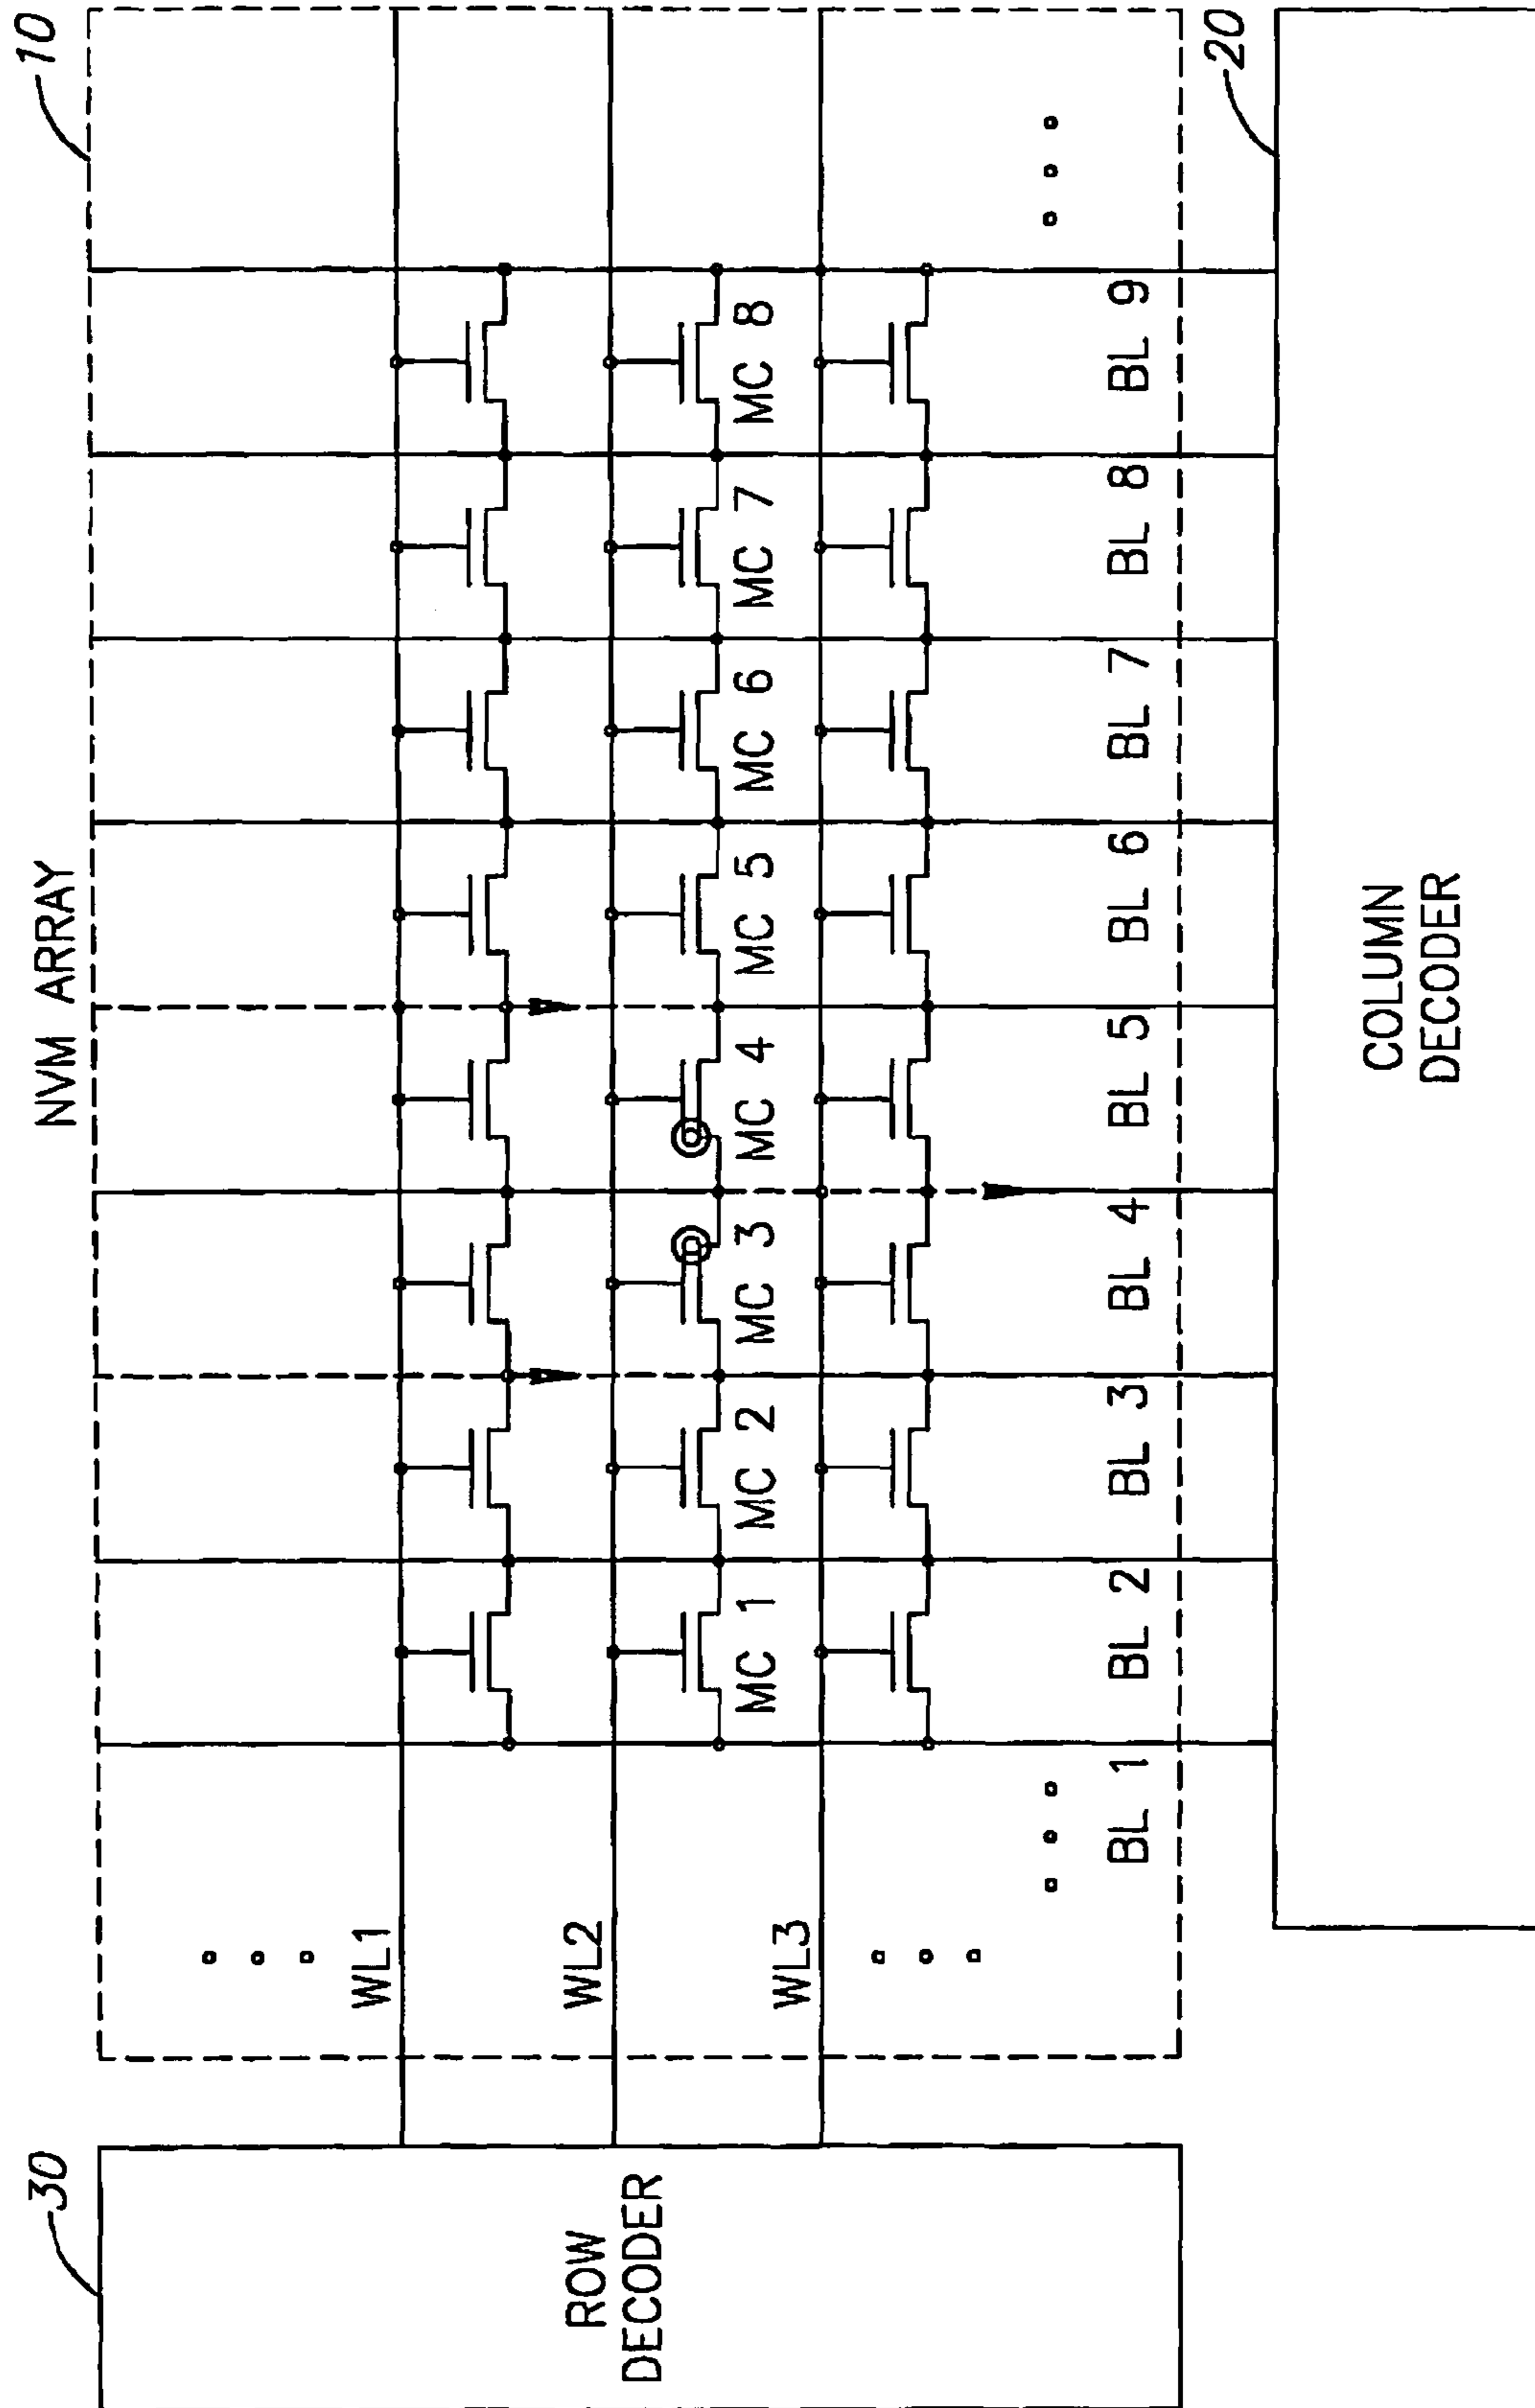 NVM ARRAY
10
30
ROW
DECODER
WL1
WL2
WL3
MC 1 MC 2 MC 3 MC 4 MC 5 MC 6 MC 7 MC 8
BL 1 BL 2 BL 3 BL 4 BL 5 BL 6 BL 7 BL 8 BL 9
20
COLUMN
DECODER